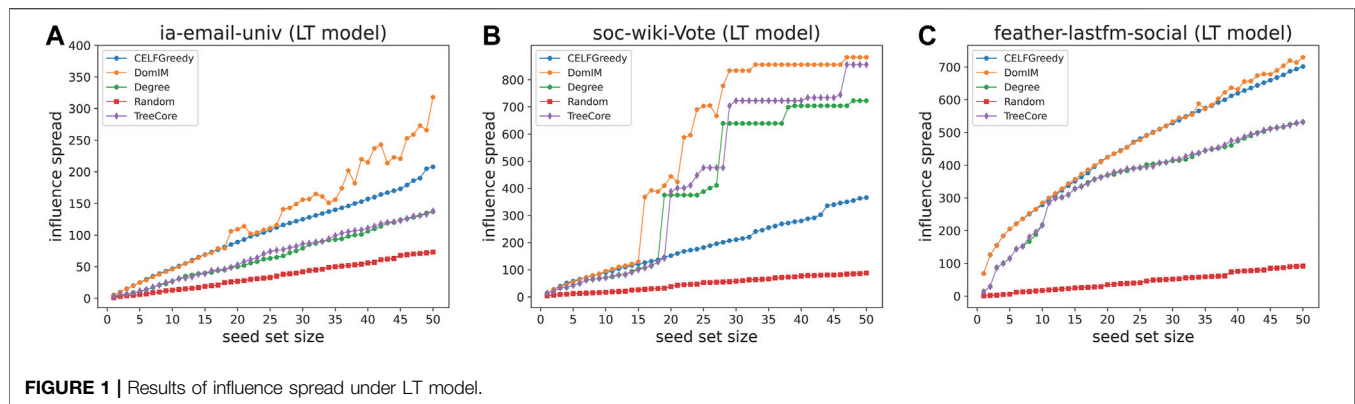 A ia-email-univ (LT model)
400
350
300
250
200
150
100
50
0
influence spread
CELFGreedy
DomIM
Degree
Random
TreeCore
0 5 10 15 20 25 30 35 40 45 50
seed set size
B soc-wiki-Vote (LT model)
800
700
600
500
400
300
200
100
0
influence spread
CELFGreedy
DomIM
Degree
Random
TreeCore
0 5 10 15 20 25 30 35 40 45 50
seed set size
C feather-lastfm-social (LT model)
700
600
500
400
300
200
100
0
influence spread
CELFGreedy
DomIM
Degree
Random
TreeCore
0 5 10 15 20 25 30 35 40 45 50
seed set size
FIGURE 1 | Results of influence spread under LT model.